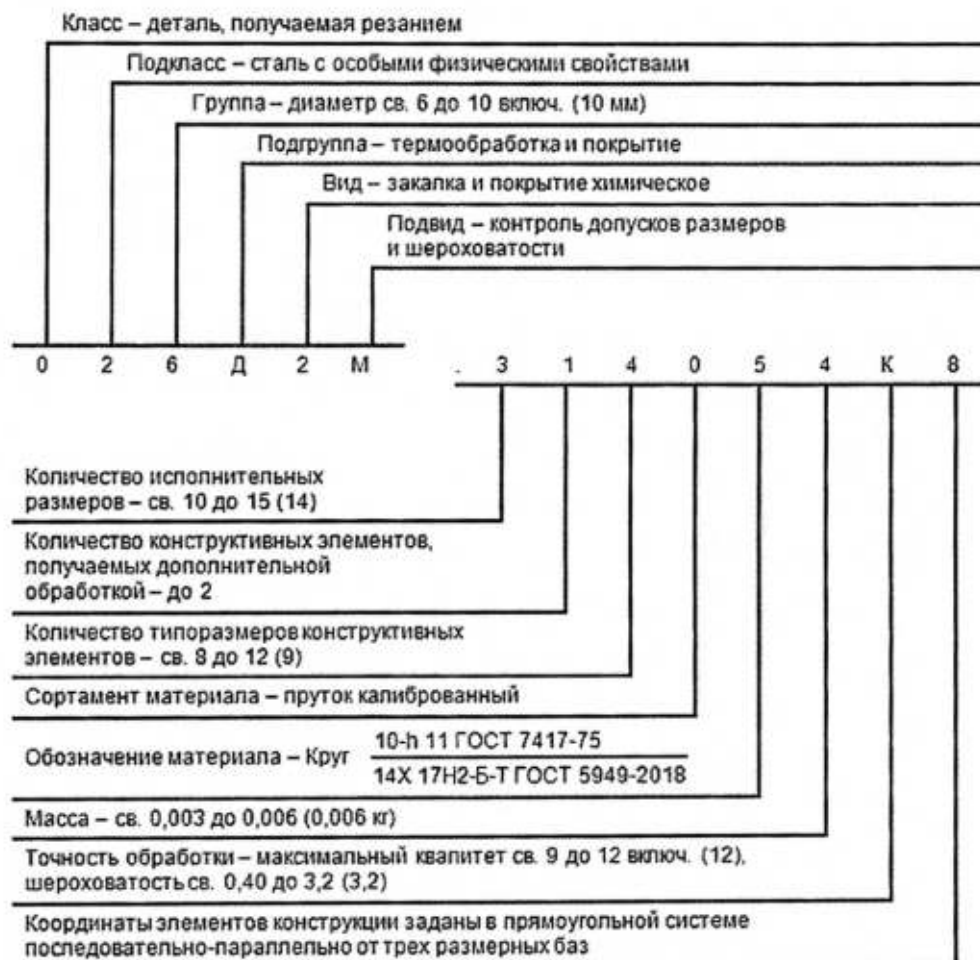 Класс – деталь, получаемая резанием
Подкласс – сталь с особыми физическими свойствами
Группа – диаметр св. 6 до 10 включ. (10 мм)
Подгруппа – термообработка и покрытие
Вид – закалка и покрытие химическое
Подвид – контроль допусков размеров
и шероховатости
0 2 6 Д 2 М
. 3 1 4 0 5 4 К 8
Количество исполнительных
размеров – св. 10 до 15 (14)
Количество конструктивных элементов,
получаемых дополнительной
обработкой – до 2
Количество типоразмеров конструктивных
элементов – св. 8 до 12 (9)
Сортамент материала – пруток калиброванный
Обозначение материала – Круг
10-h 11 ГОСТ 7417-75
14Х 17Н2-Б-Т ГОСТ 5949-2018
Масса – св. 0,003 до 0,006 (0,006 кг)
Точность обработки – максимальный квапитет св. 9 до 12 включ. (12),
шероховатость св. 0,40 до 3,2 (3,2)
Координаты элементов конструкции заданы в прямоугольной системе
последовательно-параллельно от трех размерных баз